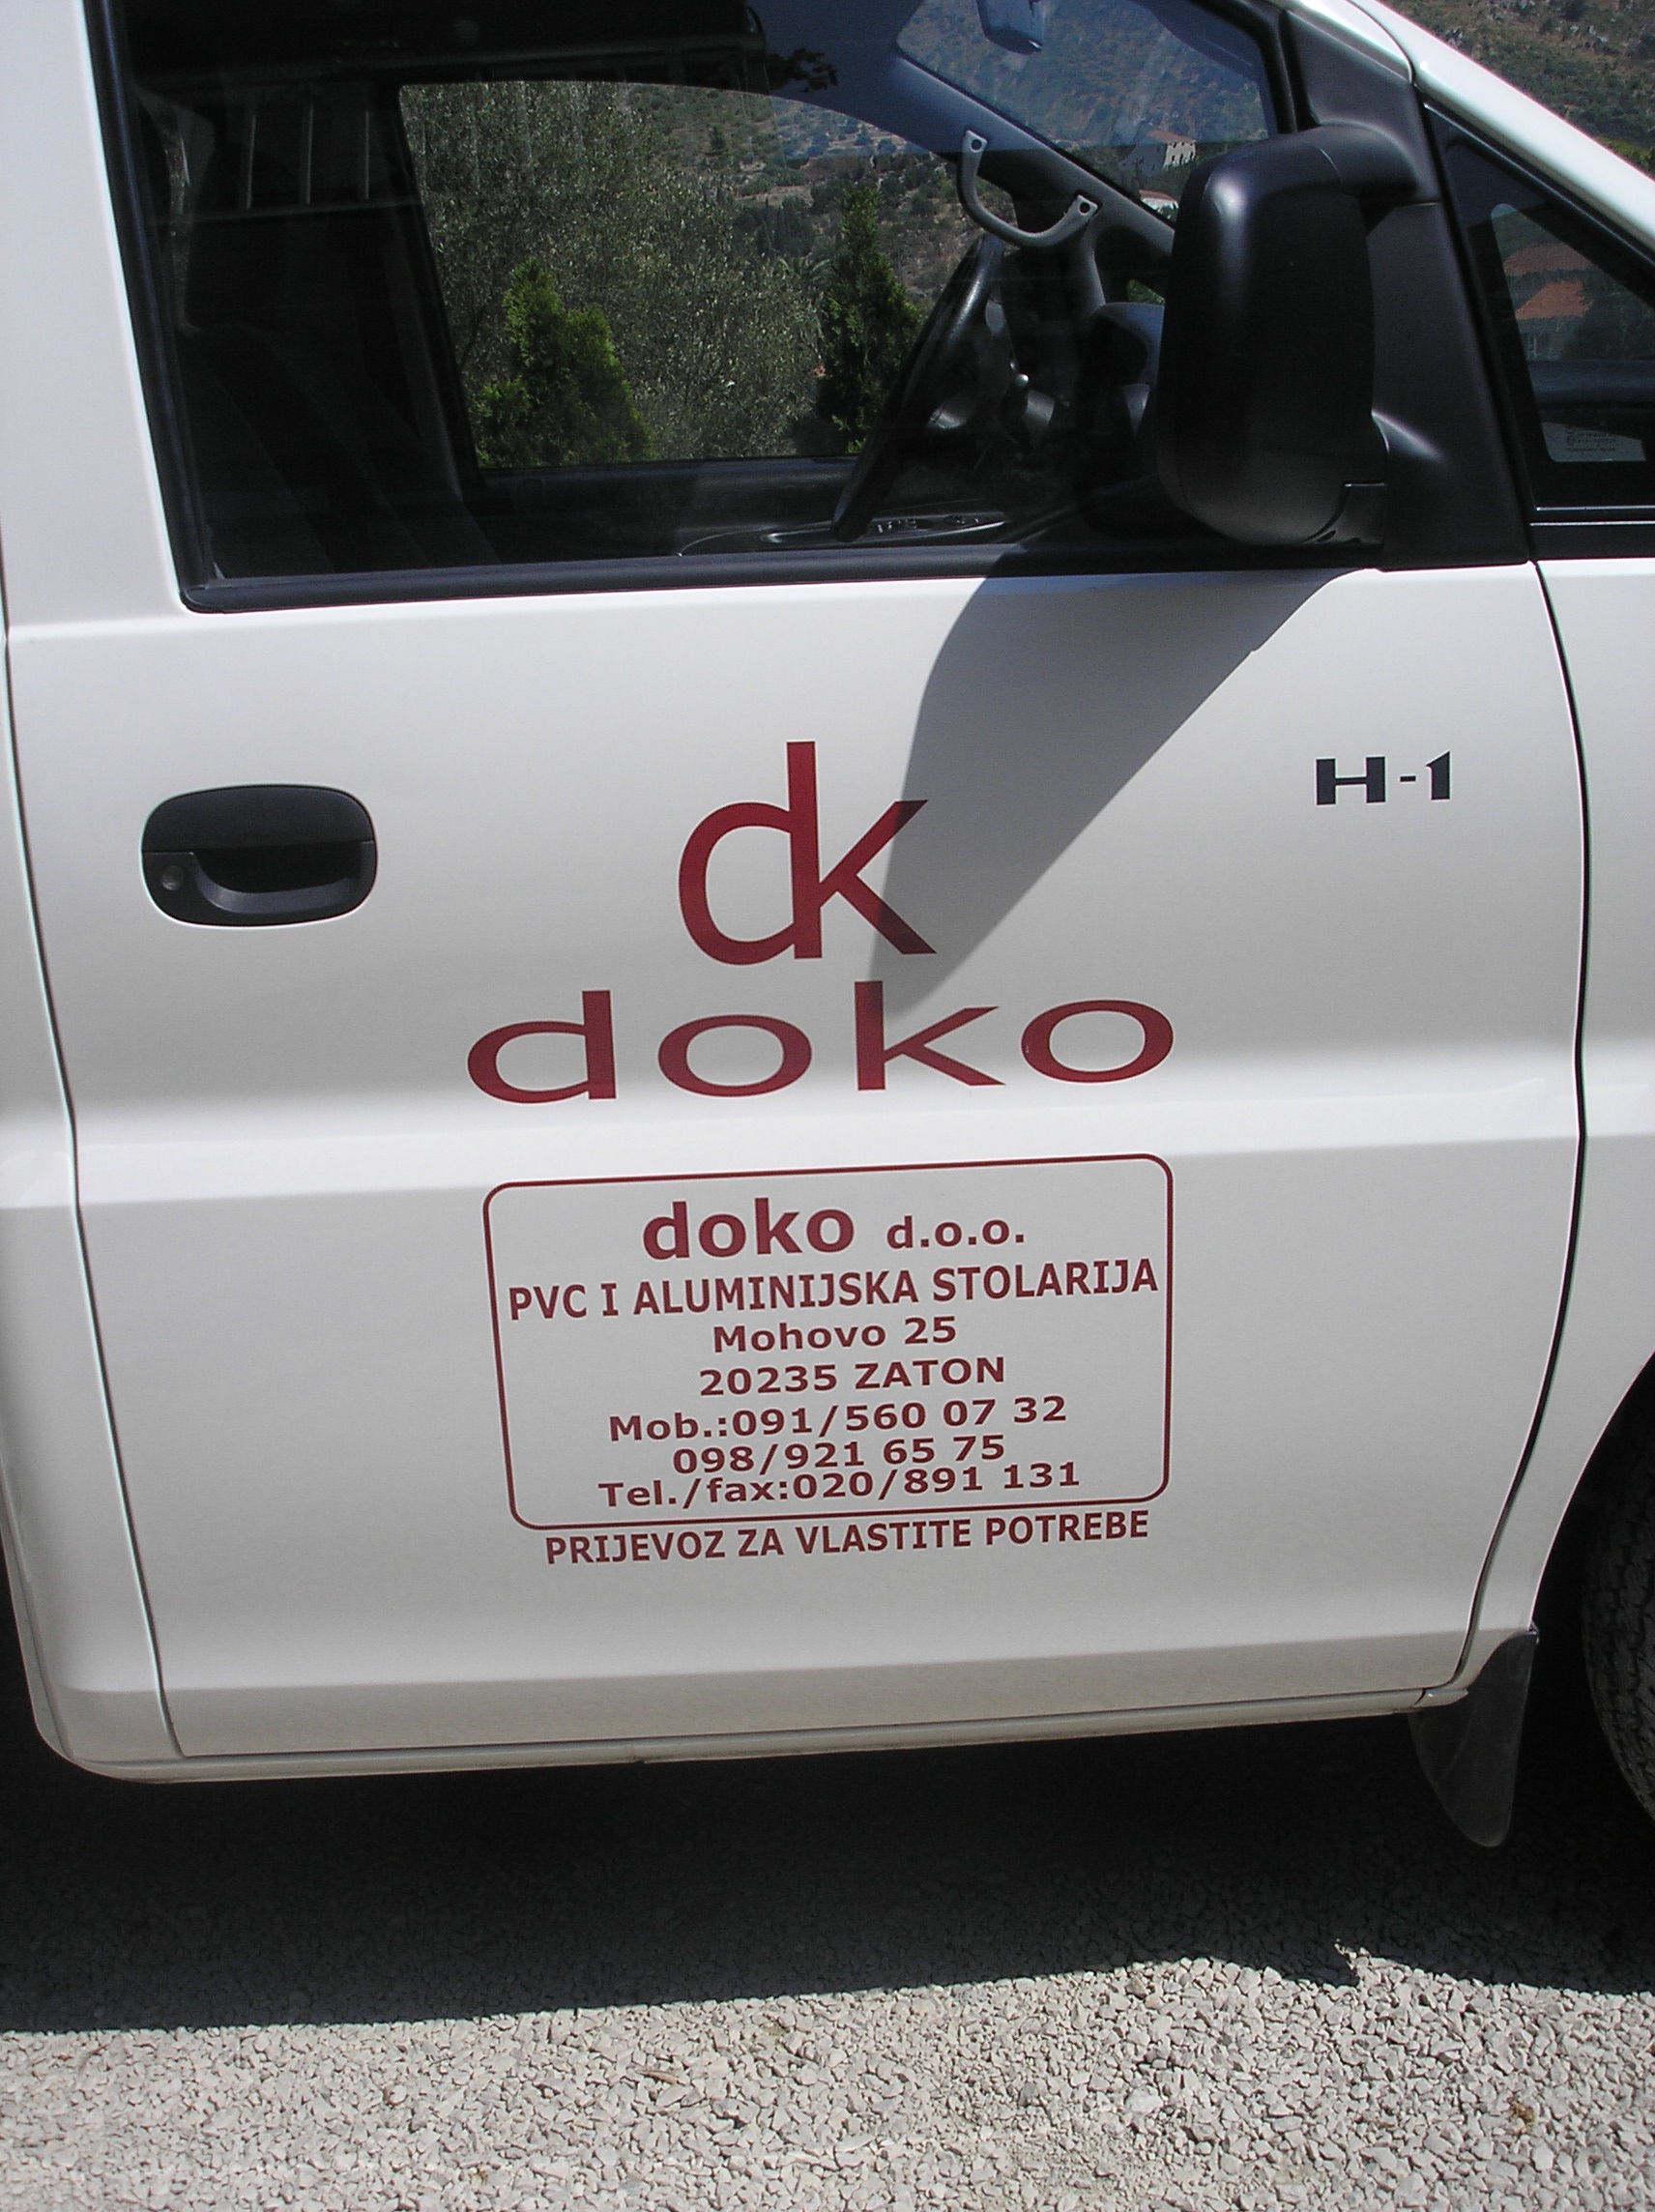 H-1
dk
doko
doko d.o.o.
PVC I ALUMINIJSKA STOLARIJA
Mohovo 25
20235 ZATON
Mob.:091/560 07 32
098/921 65 75
Tel./fax:020/891 131
PRIJEVOZ ZA VLASTITE POTREBE